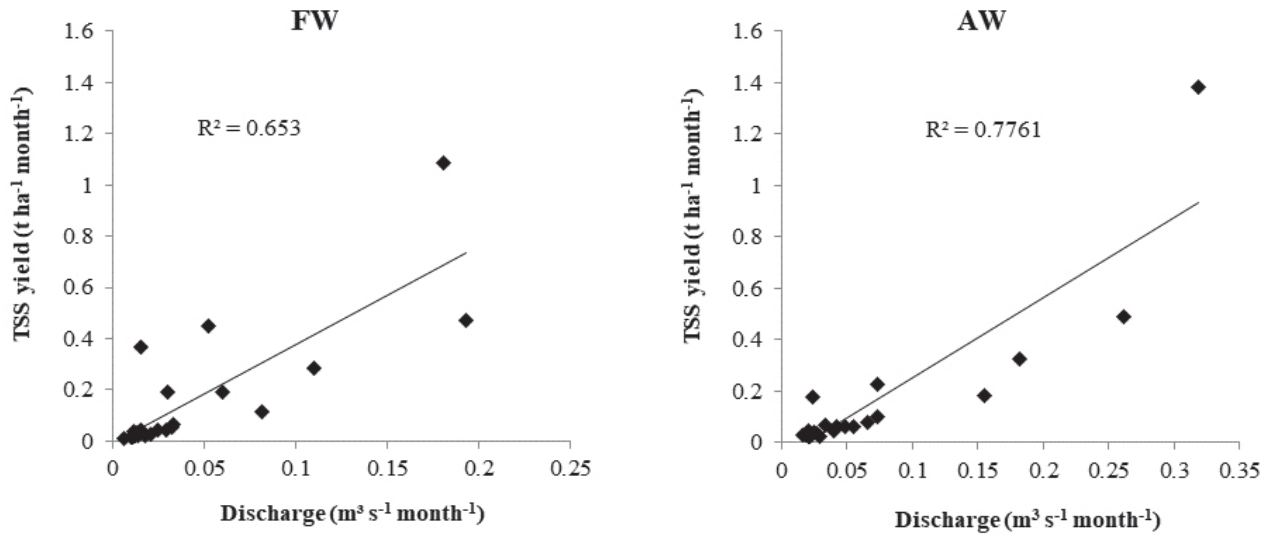 FW
1.6
1.4
1.2
1
0.8
0.6
0.4
0.2
0
TSS yield (t ha⁻¹ month⁻¹)
R² = 0.653
0 0.05 0.1 0.15 0.2 0.25
Discharge (m³ s⁻¹ month⁻¹)
AW
1.6
1.4
1.2
1
0.8
0.6
0.4
0.2
0
TSS yield (t ha⁻¹ month⁻¹)
R² = 0.7761
0 0.05 0.1 0.15 0.2 0.25 0.3 0.35
Discharge (m³ s⁻¹ month⁻¹)